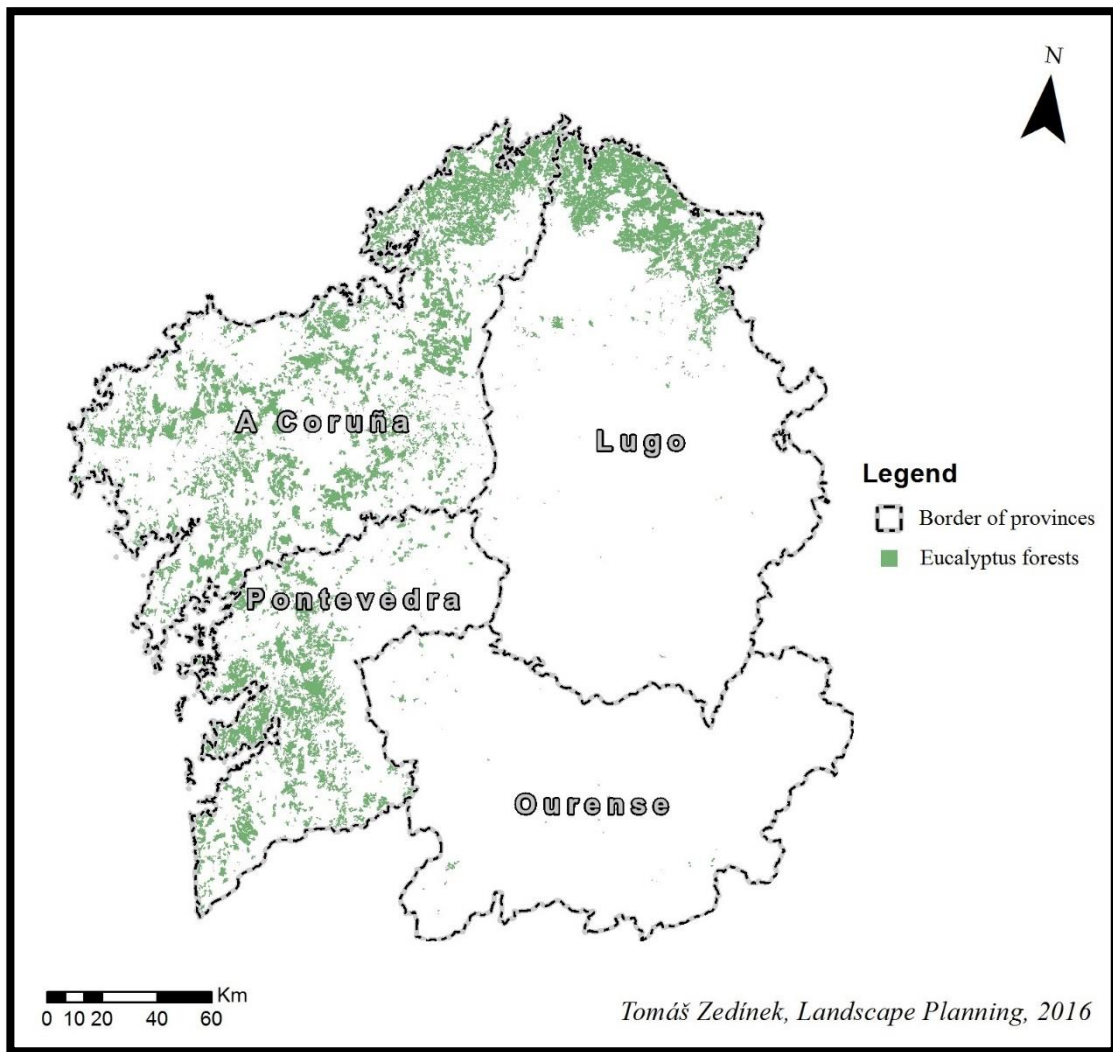 N
A Coruña
Lugo
Legend
Border of provinces
Eucalyptus forests
Pontevedra
Ourense
Km
0 10 20 40 60
Tomáš Zedínek, Landscape Planning, 2016